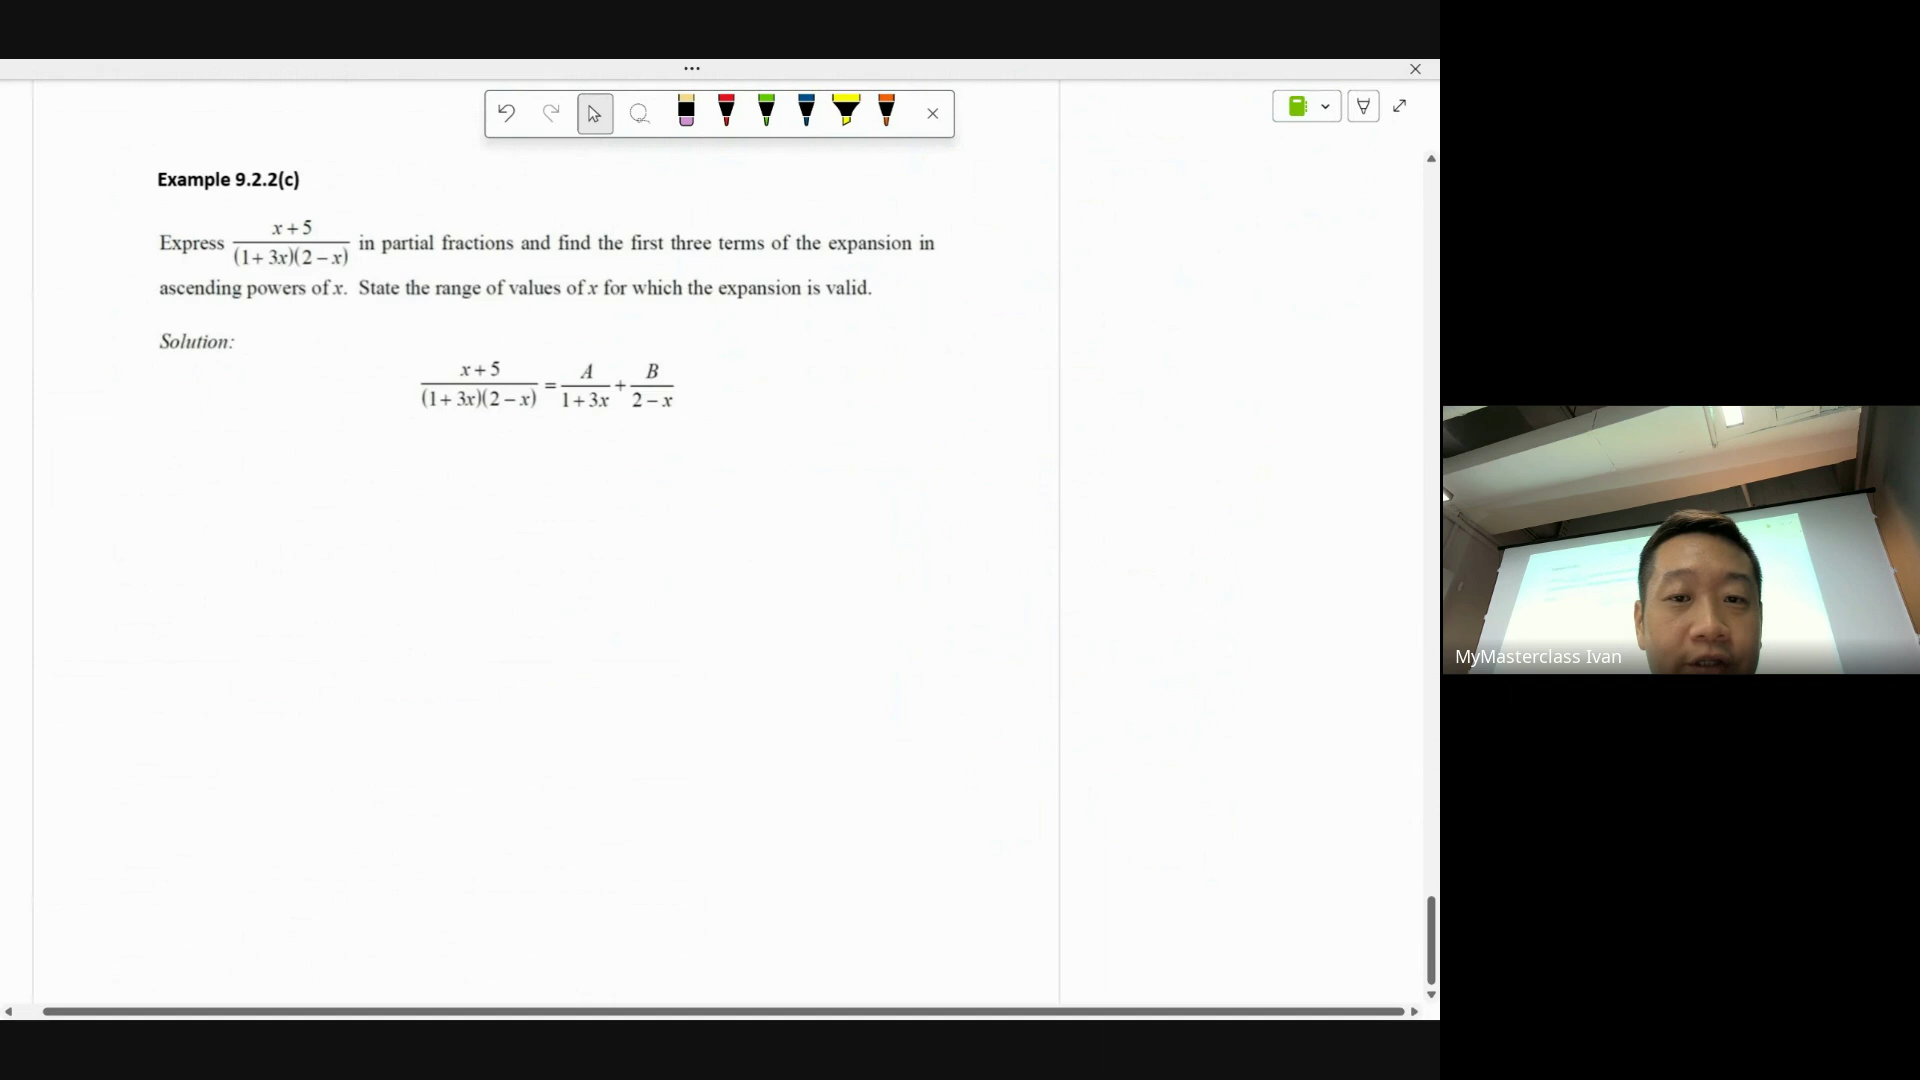 Example 9.2.2(c)
Express (x + 5)/((1 + 3x)(2 − x)) in partial fractions and find the first three terms of the expansion in
ascending powers of x. State the range of values of x for which the expansion is valid.
Solution:
(x + 5)/((1 + 3x)(2 − x)) = A/(1 + 3x) + B/(2 − x)
MyMasterclass Ivan